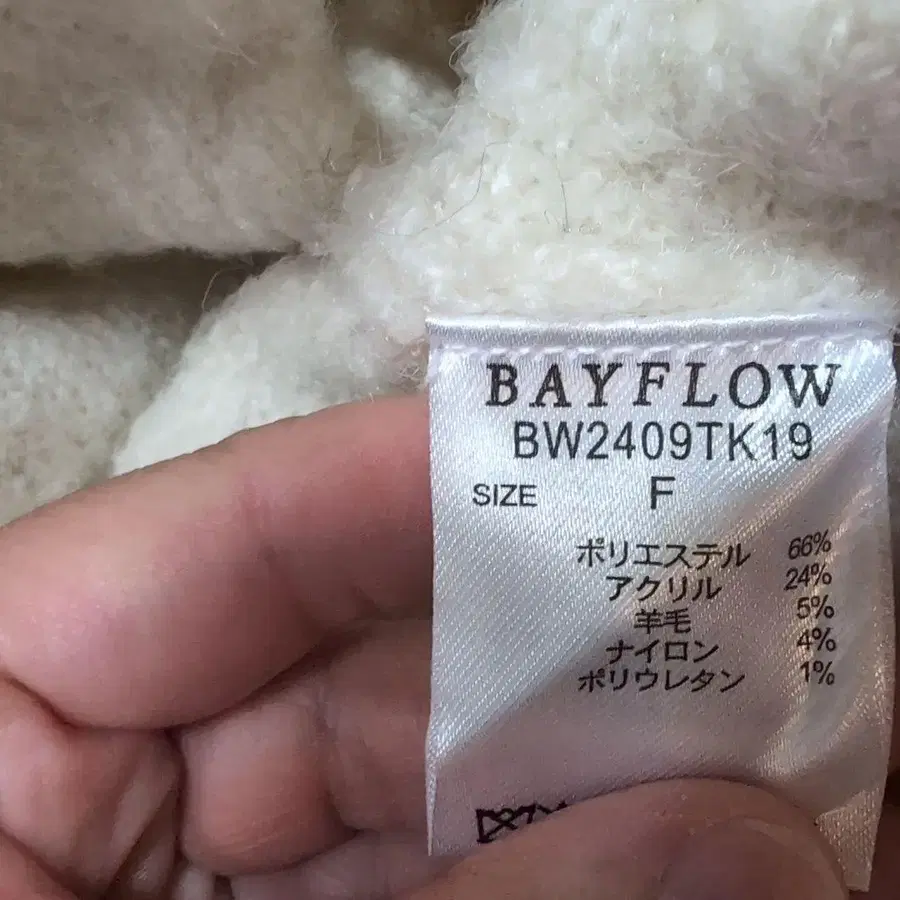 BAYFLOW
BW2409TK19
SIZE F
ポリエステル 66%
アクリル 24%
羊毛 5%
ナイロン 4%
ポリウレタン 1%